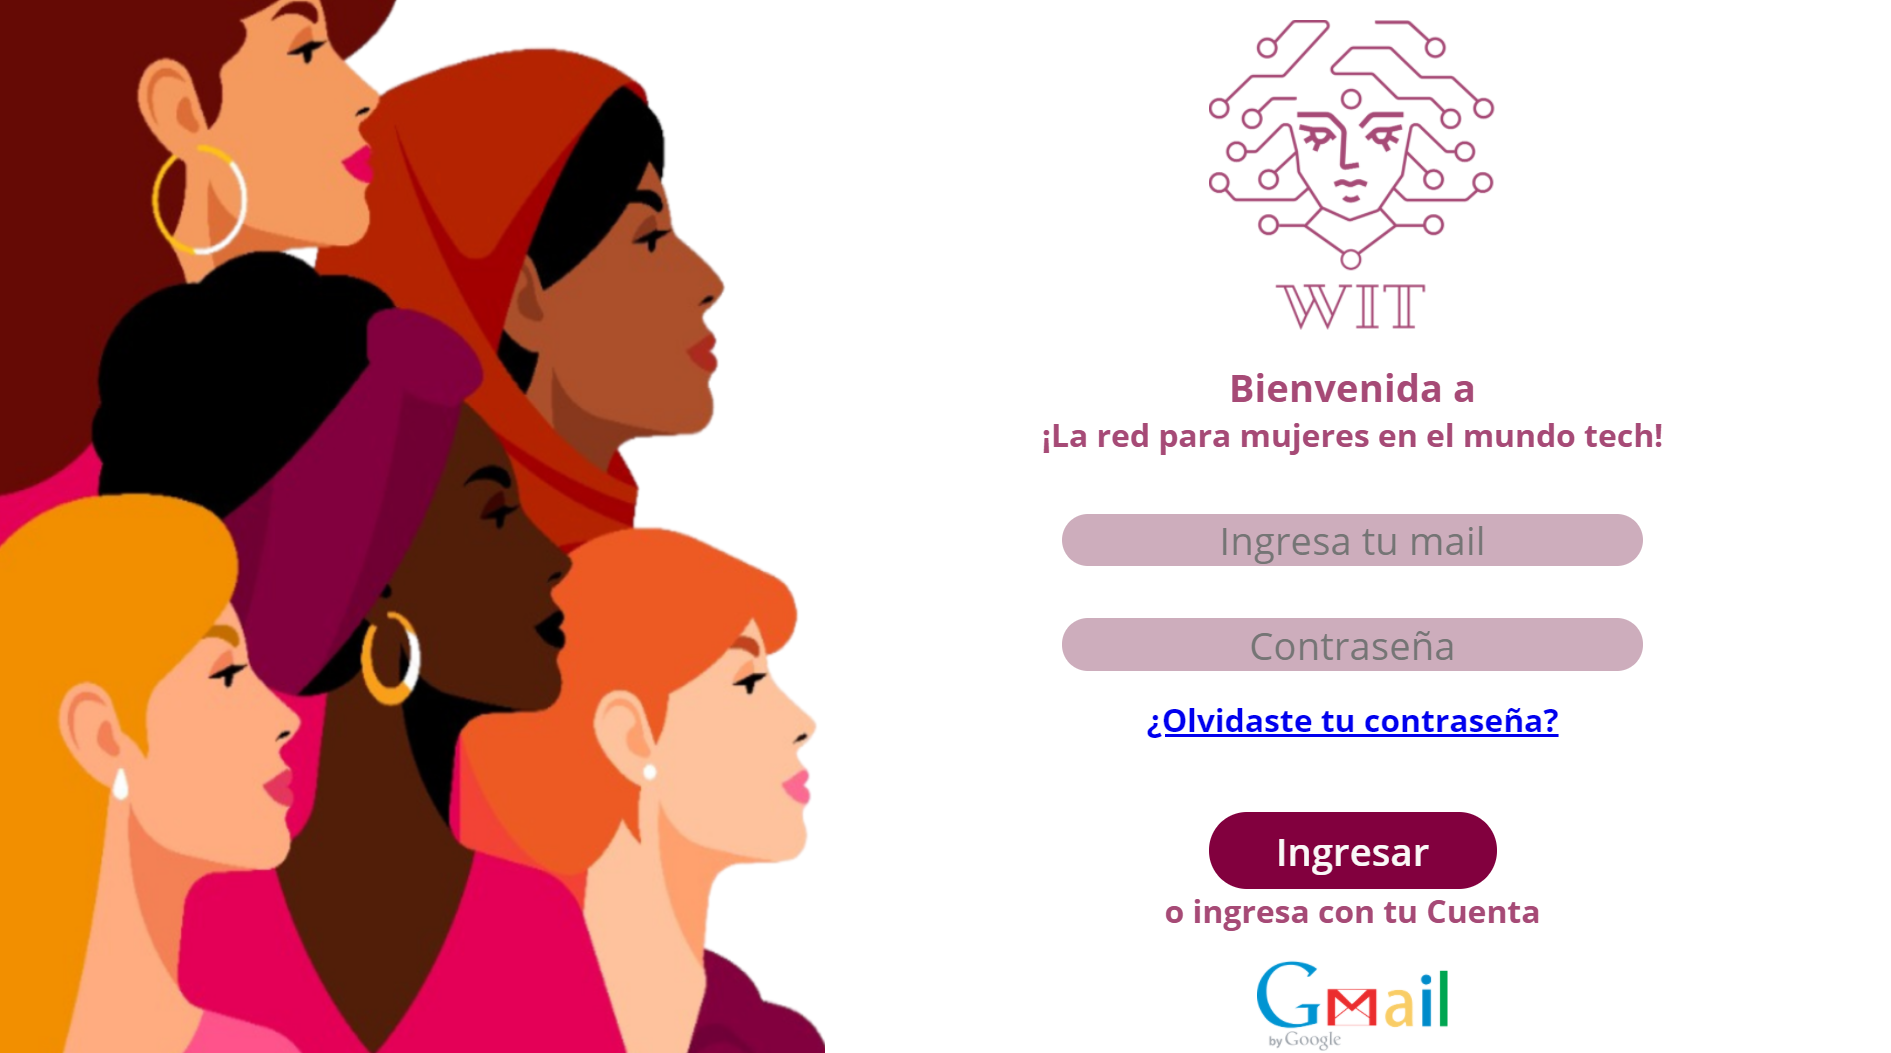 WIT
Bienvenida a
¡La red para mujeres en el mundo tech!
Ingresa tu mail
Contraseña
¿Olvidaste tu contraseña?
Ingresar
o ingresa con tu Cuenta
Gmail
by Google